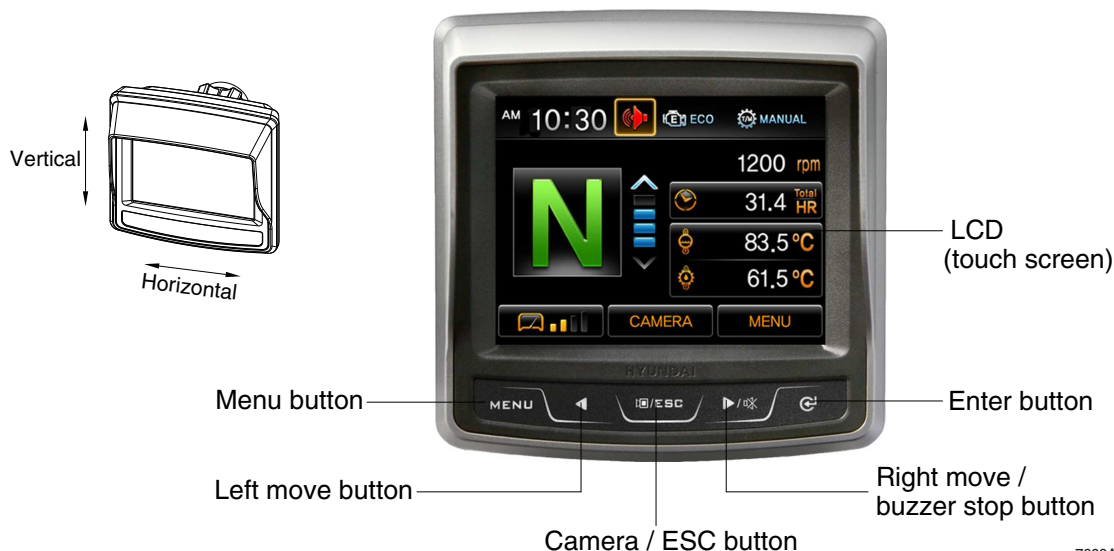 Vertical
Horizontal
AM 10:30 E ECO T/M MANUAL
N
1200 rpm
31.4 Total HR
83.5 °C
61.5 °C
CAMERA MENU
HYUNDAI
MENU /ESC /
LCD
(touch screen)
Menu button
Enter button
Left move button
Right move /
buzzer stop button
Camera / ESC button